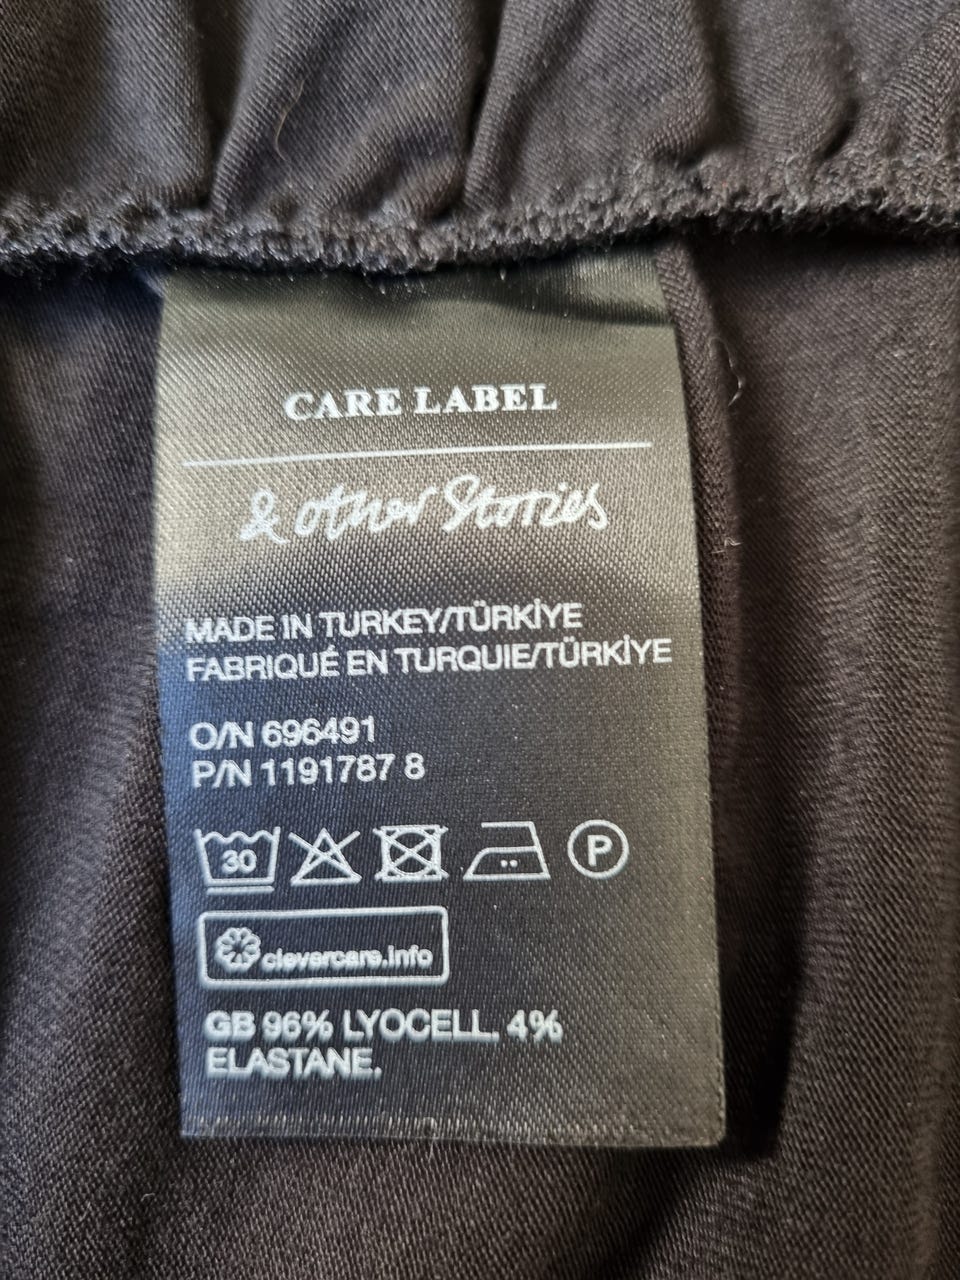 CARE LABEL
& other Stories
MADE IN TURKEY/TÜRKİYE
FABRIQUÉ EN TURQUIE/TÜRKİYE
O/N 696491
P/N 1191787 8
30 P
clevercare.info
GB 96% LYOCELL. 4%
ELASTANE.